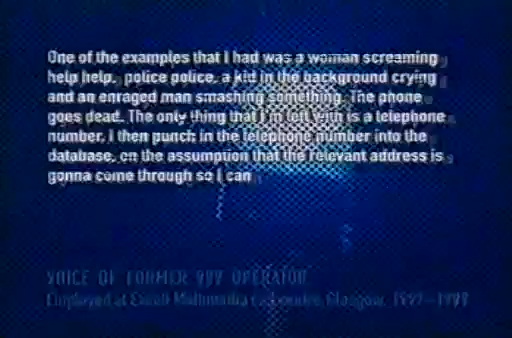 One of the examples that I had was a woman screaming
help help, police police, a kid in the background crying
and an enraged man smashing something. The phone
goes dead. The only thing that I'm left with is a telephone
number. I then punch in the telephone number into the
database, on the assumption that the relevant address is
gonna come through so I can
VOICE OF FORMER 999 OPERATOR
Employed at Excell Multimedia Glasgow, 1997–1999